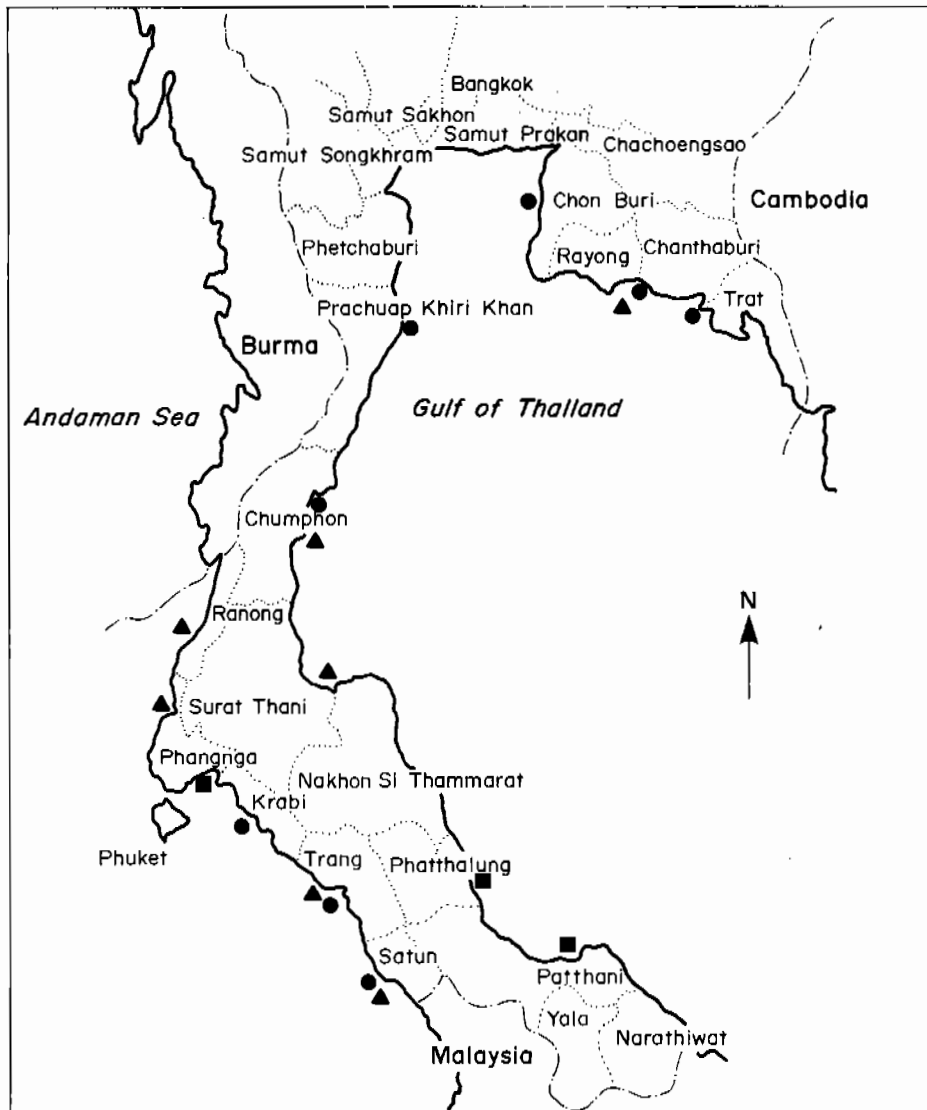 Bangkok
Samut Sakhon
Samut Prakan
Chachoengsao
Samut Songkhram
Chon Buri
Cambodia
Phetchaburi
Rayong
Chanthaburi
Trat
Prachuap Khiri Khan
Burma
Andaman Sea
Gulf of Thailand
Chumphon
N
Ranong
Surat Thani
Phangnga
Nakhon Si Thammarat
Krabi
Phuket
Trang
Phatthalung
Satun
Patthani
Yala
Narathiwat
Malaysia